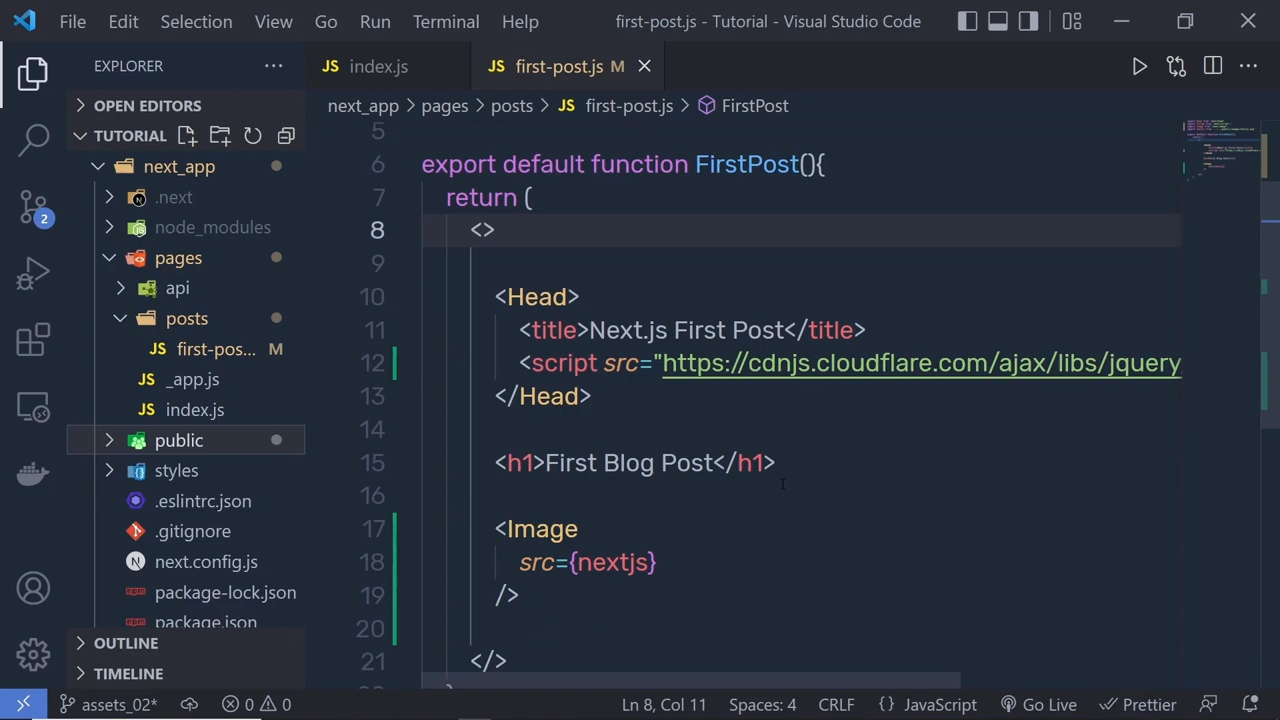 File Edit Selection View Go Run Terminal Help first-post.js - Tutorial - Visual Studio Code
EXPLORER
OPEN EDITORS
TUTORIAL
next_app
.next
node_modules
pages
api
posts
first-pos... M
JS _app.js
JS index.js
public
styles
.eslintrc.json
.gitignore
N next.config.js
package-lock.json
package.json
OUTLINE
TIMELINE
2
JS index.js JS first-post.js M
next_app > pages > posts > JS first-post.js > FirstPost
5
6 export default function FirstPost(){
7 return (
8 <>
9
10 <Head>
11 <title>Next.js First Post</title>
12 <script src="https://cdnjs.cloudflare.com/ajax/libs/jquery
13 </Head>
14
15 <h1>First Blog Post</h1>
16
17 <Image
18 src={nextjs}
19 />
20
21 </>
assets_02* 0 0 Ln 8, Col 11 Spaces: 4 CRLF {} JavaScript Go Live Prettier